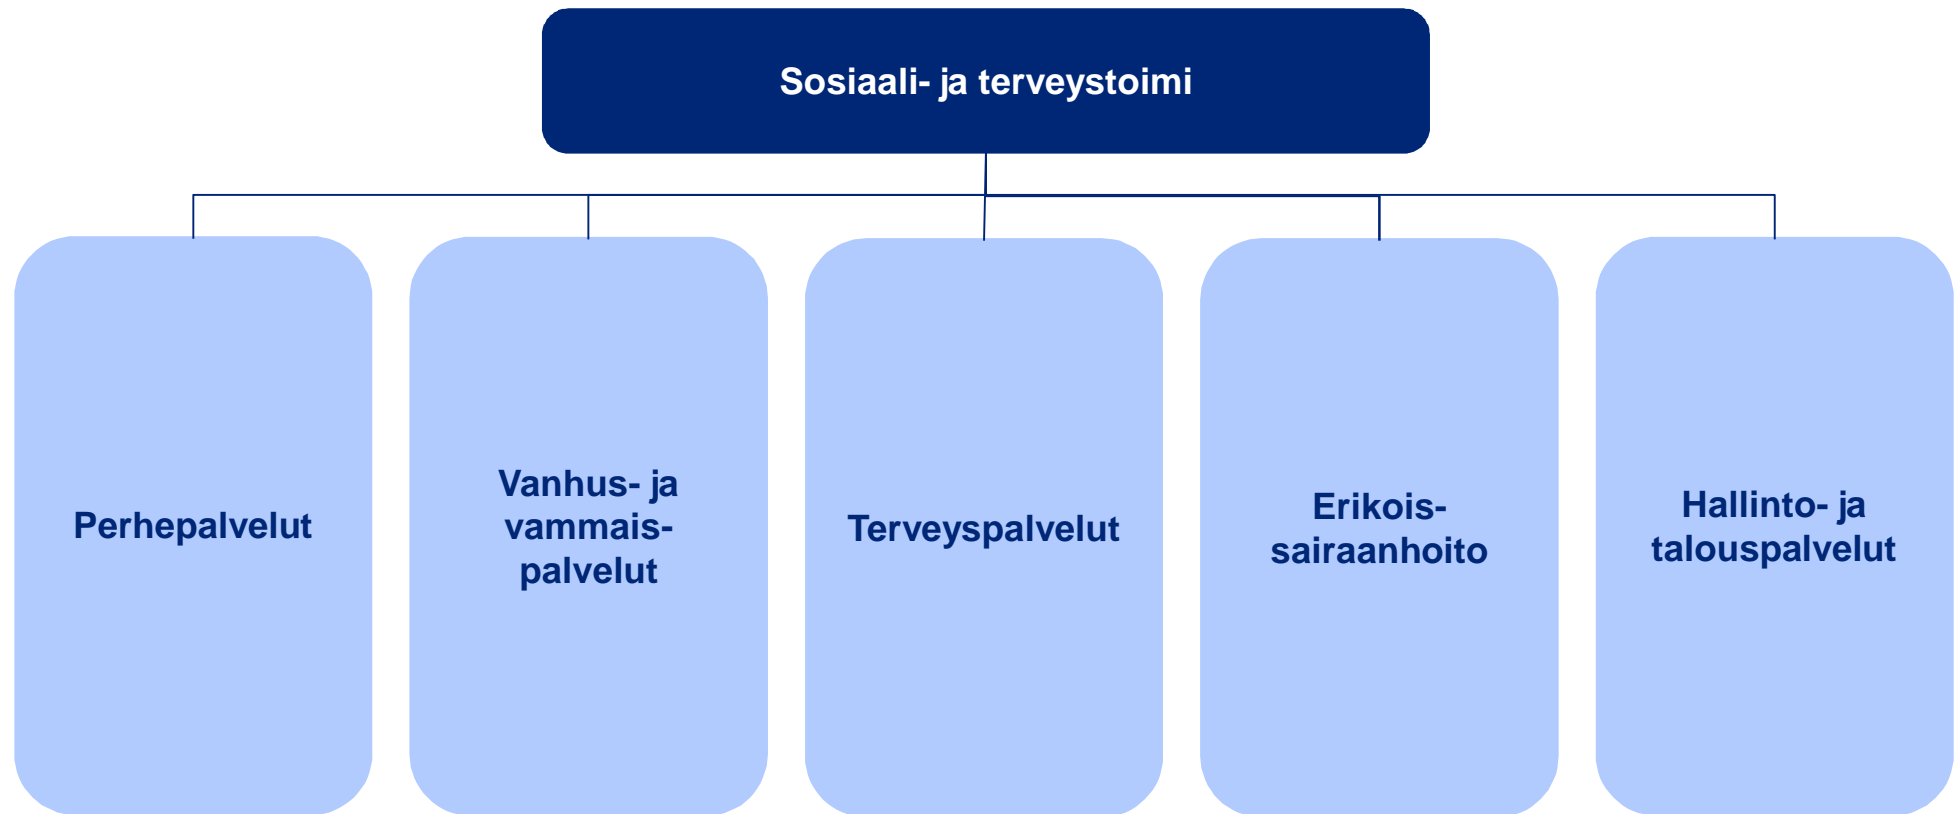 Sosiaali- ja terveystoimi
Perhepalvelut
Vanhus- ja
vammais-
palvelut
Terveyspalvelut
Erikois-
sairaanhoito
Hallinto- ja
talouspalvelut